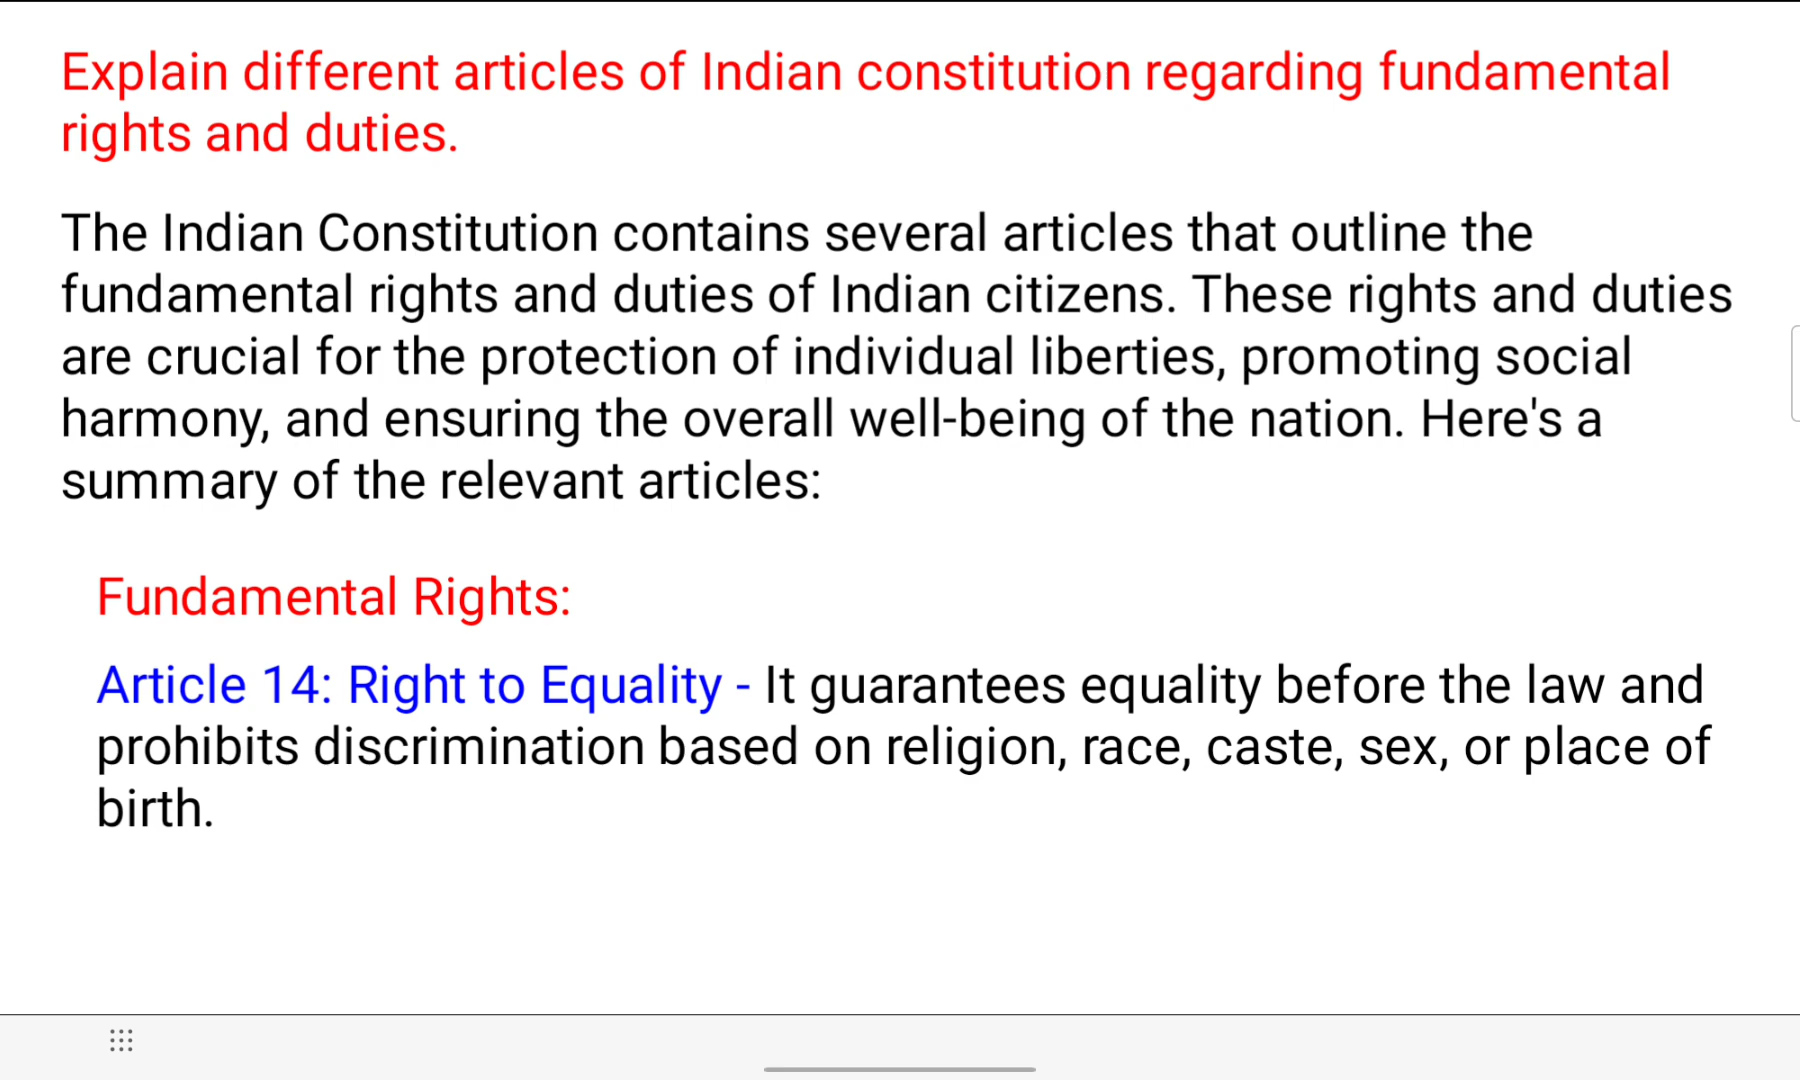 Explain different articles of Indian constitution regarding fundamental
rights and duties.
The Indian Constitution contains several articles that outline the
fundamental rights and duties of Indian citizens. These rights and duties
are crucial for the protection of individual liberties, promoting social
harmony, and ensuring the overall well-being of the nation. Here's a
summary of the relevant articles:
Fundamental Rights:
Article 14: Right to Equality - It guarantees equality before the law and
prohibits discrimination based on religion, race, caste, sex, or place of
birth.